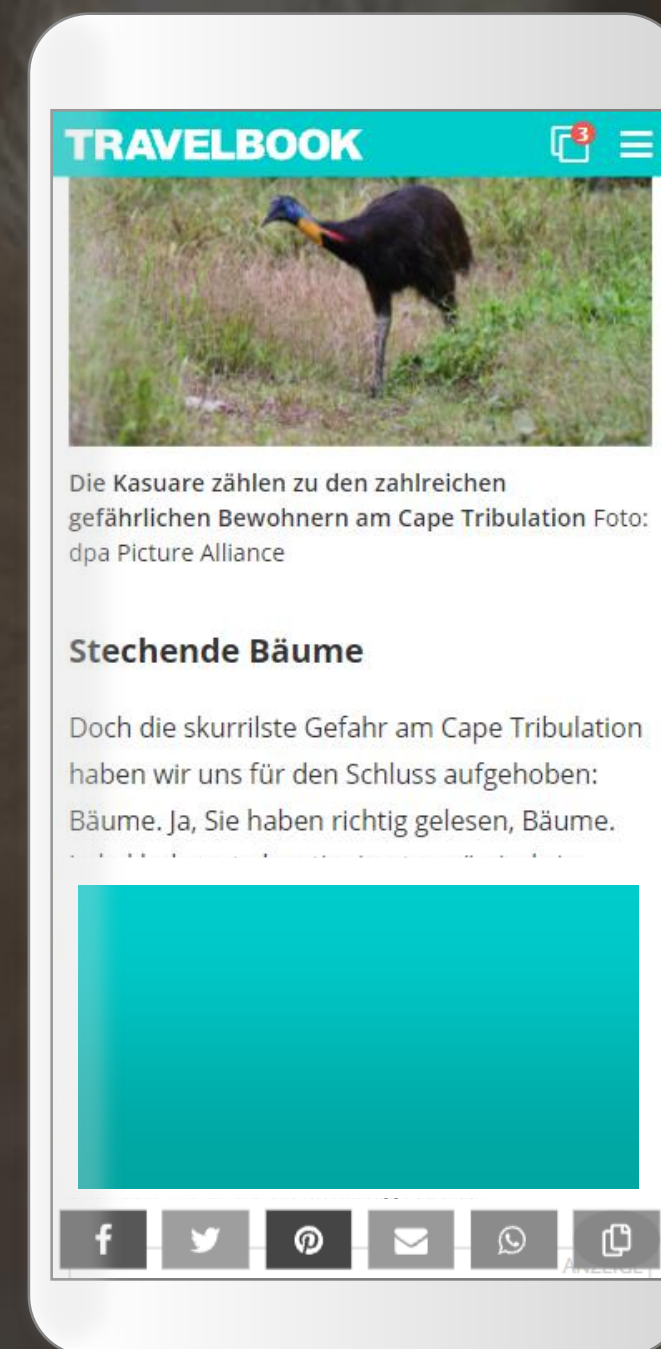 TRAVELBOOK
3
Die Kasuare zählen zu den zahlreichen
gefährlichen Bewohnern am Cape Tribulation Foto:
dpa Picture Alliance
Stechende Bäume
Doch die skurrilste Gefahr am Cape Tribulation
haben wir uns für den Schluss aufgehoben:
Bäume. Ja, Sie haben richtig gelesen, Bäume.
ANZEIGE